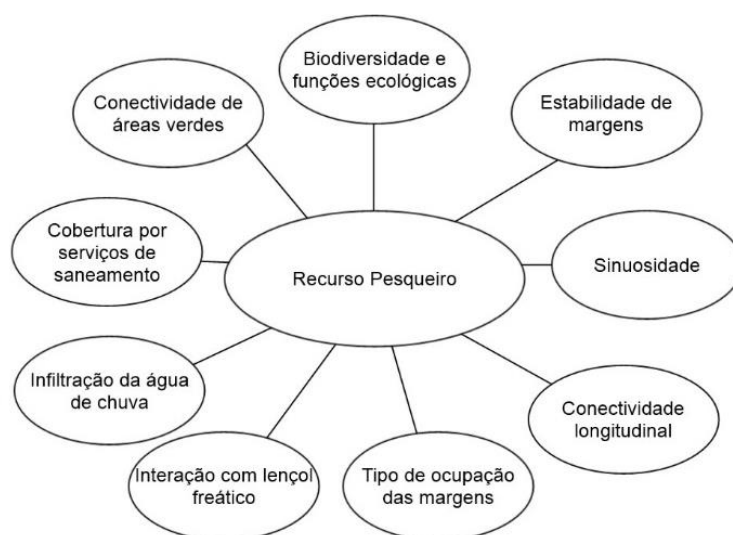 Biodiversidade e
funções ecológicas
Conectividade de
áreas verdes
Estabilidade de
margens
Cobertura por
serviços de
saneamento
Recurso Pesqueiro
Sinuosidade
Infiltração da água
de chuva
Conectividade
longitudinal
Interação com lençol
freático
Tipo de ocupação
das margens